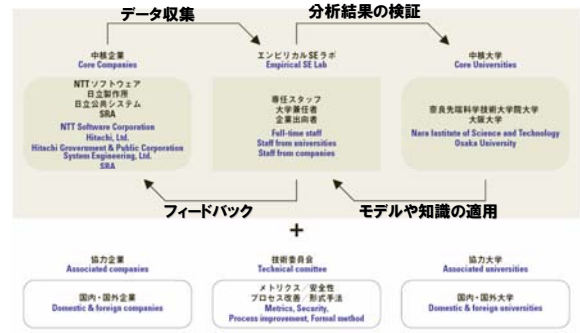 データ収集
分析結果の検証
中核企業
Core Companies
NTTソフトウェア
日立製作所
日立公共システム
SRA
NTT Software Corporation
Hitachi, Ltd.
Hitachi Government & Public Corporation
System Engineering, Ltd.
SRA
エンピリカルSEラボ
Empirical SE Lab
専任スタッフ
大学兼任者
企業出向者
Full-time staff
Staff from universities
Staff from companies
中核大学
Core Universities
奈良先端科学技術大学院大学
大阪大学
Nara Institute of Science and Technology
Osaka University
フィードバック
モデルや知識の適用
+
協力企業
Associated companies
国内・国外企業
Domestic & foreign companies
技術委員会
Technical comittee
メトリクス/安全性
プロセス改善/形式手法
Metrics, Security,
Process improvement, Formal method
協力大学
Associated universities
国内・国外大学
Domestic & foreign universities